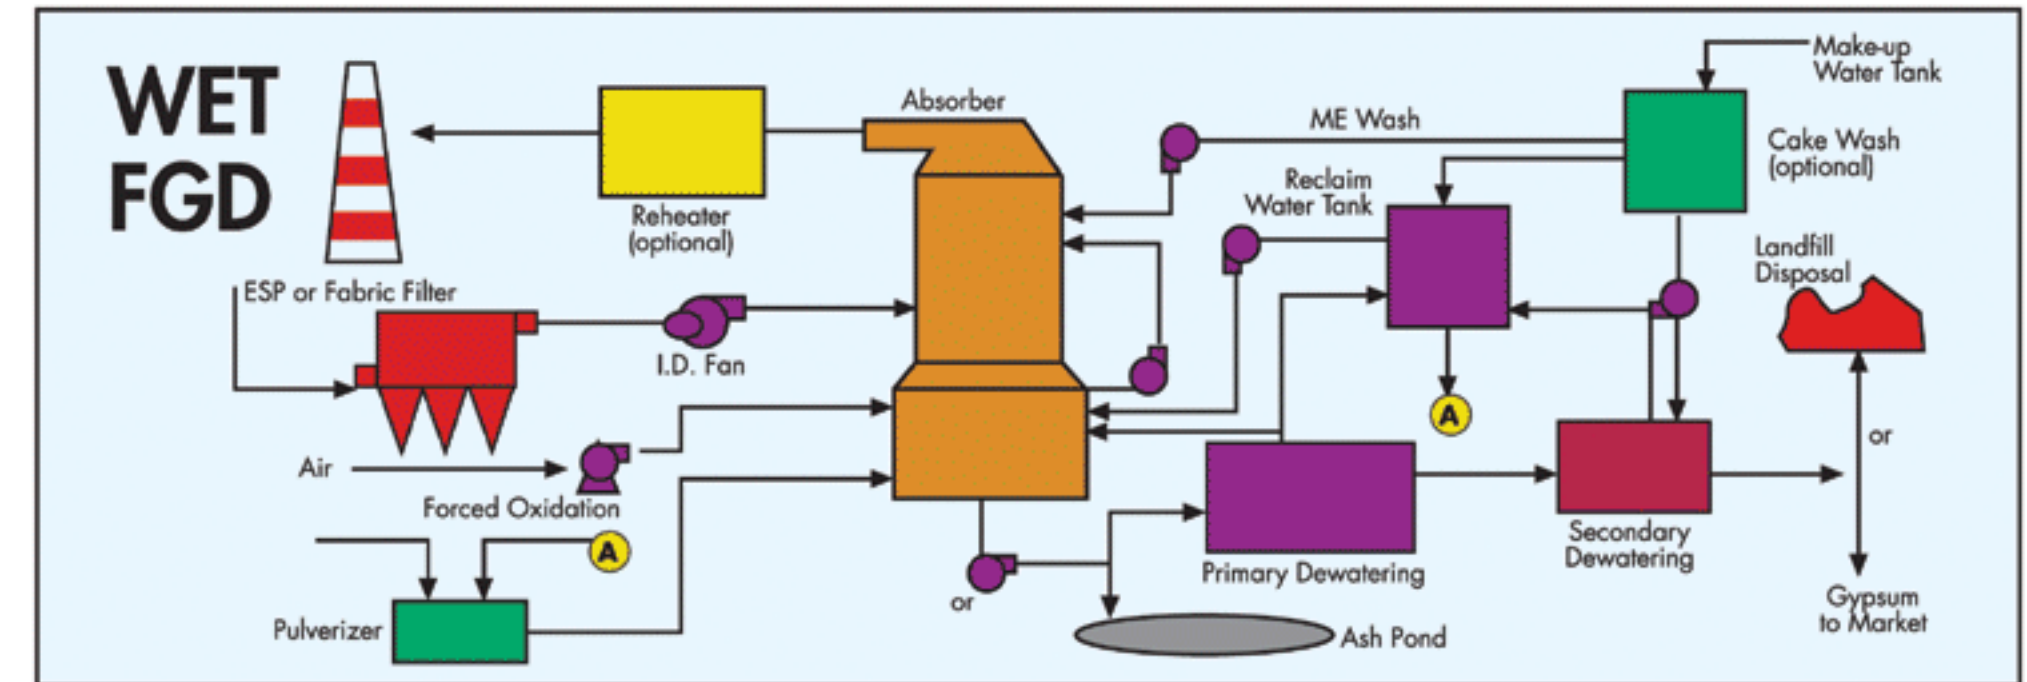 WET
FGD
Absorber
Make-up
Water Tank
ME Wash
Cake Wash
(optional)
Reclaim
Water Tank
Reheater
(optional)
Landfill
Disposal
ESP or Fabric Filter
I.D. Fan
A
or
Air
Forced Oxidation
A
Secondary
Dewatering
Primary Dewatering
or
Gypsum
to Market
Pulverizer
Ash Pond